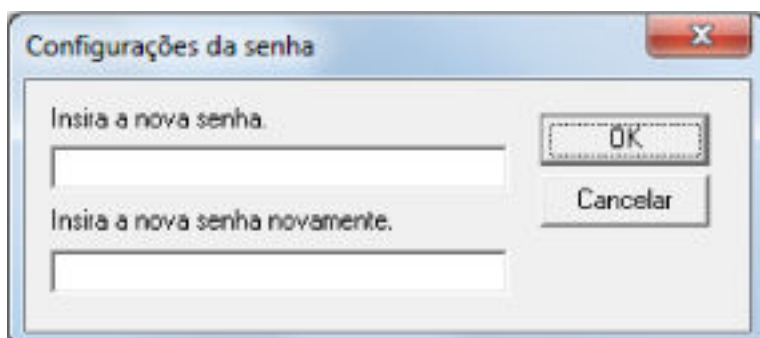 Configurações da senha
Insira a nova senha.
OK
Cancelar
Insira a nova senha novamente.